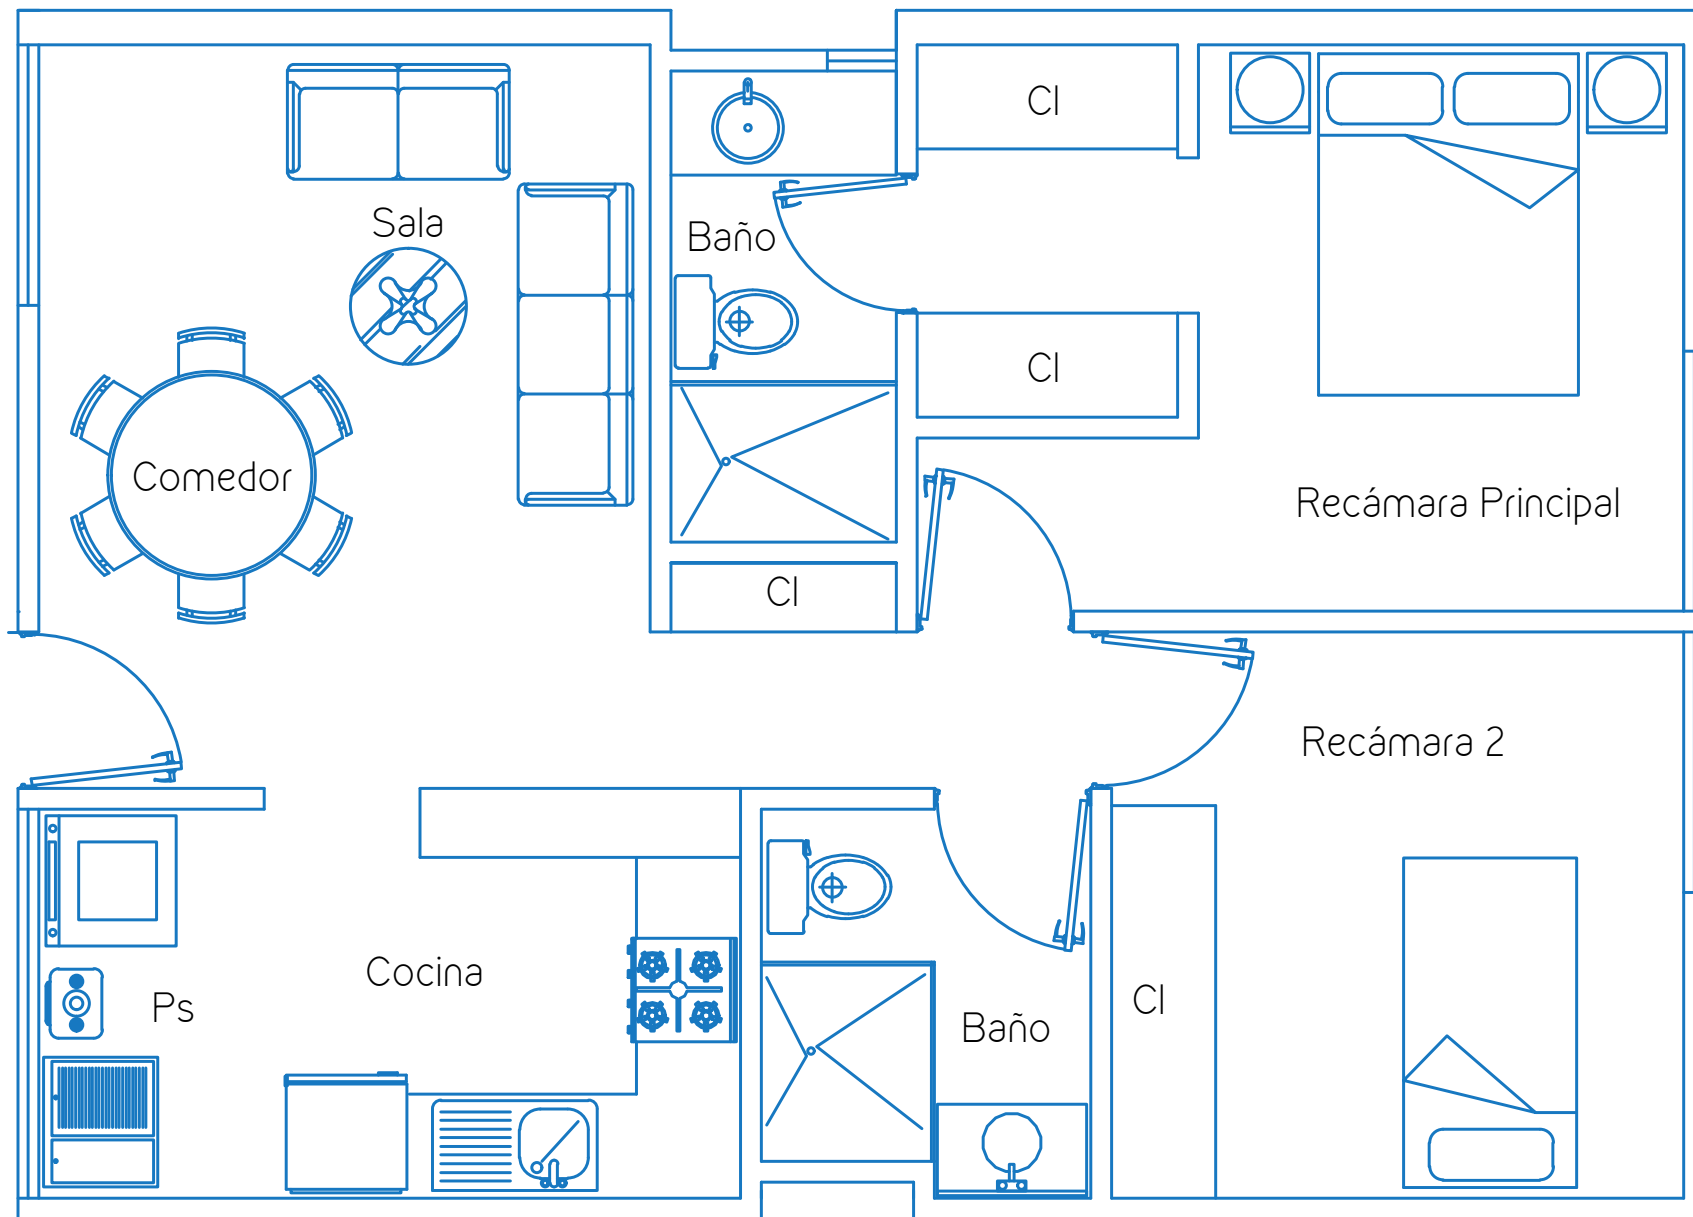 Cl
Sala
Baño
Cl
Comedor
Recámara Principal
Cl
Recámara 2
Cocina
Ps
Cl
Baño